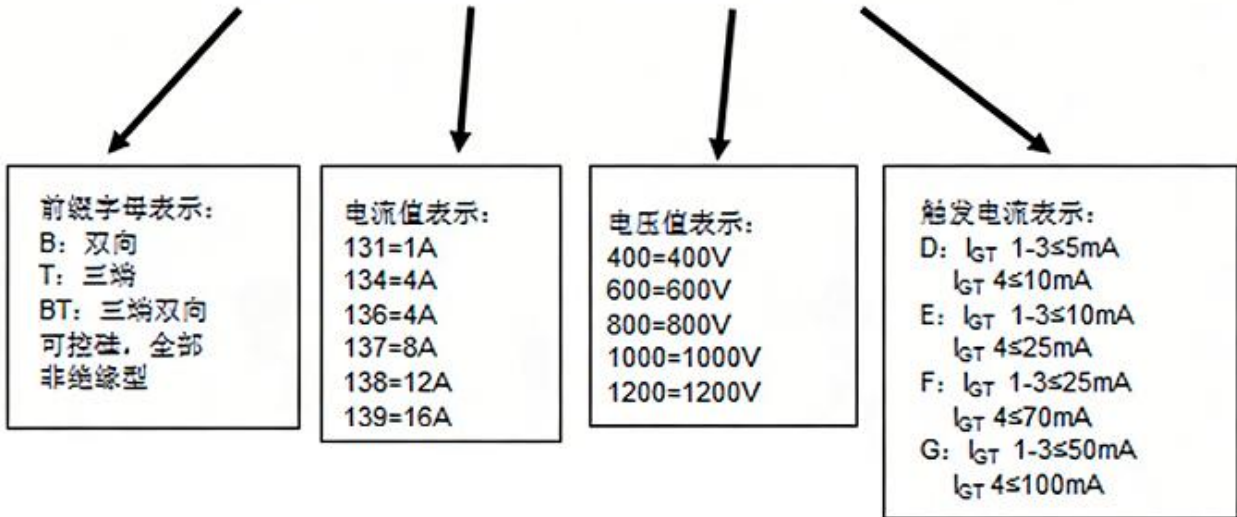 前缀字母表示：
B：双向
T：三端
BT：三端双向
可控硅，全部
非绝缘型
电流值表示：
131=1A
134=4A
136=4A
137=8A
138=12A
139=16A
电压值表示：
400=400V
600=600V
800=800V
1000=1000V
1200=1200V
触发电流表示：
D：IGT 1-3≤5mA
IGT 4≤10mA
E：IGT 1-3≤10mA
IGT 4≤25mA
F：IGT 1-3≤25mA
IGT 4≤70mA
G：IGT 1-3≤50mA
IGT 4≤100mA